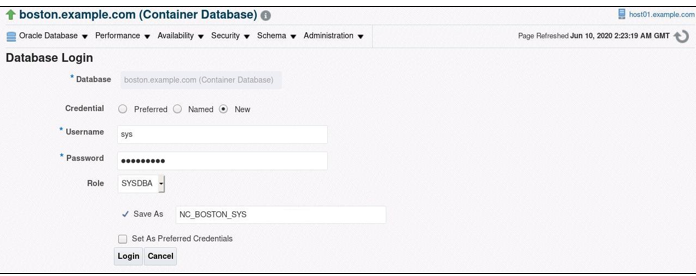 boston.example.com (Container Database)
host01.example.com
Oracle Database Performance Availability Security Schema Administration
Page Refreshed Jun 10, 2020 2:23:19 AM GMT
Database Login
* Database boston.example.com (Container Database)
Credential Preferred Named New
* Username sys
* Password •••••••••
Role SYSDBA
Save As NC_BOSTON_SYS
Set As Preferred Credentials
Login Cancel